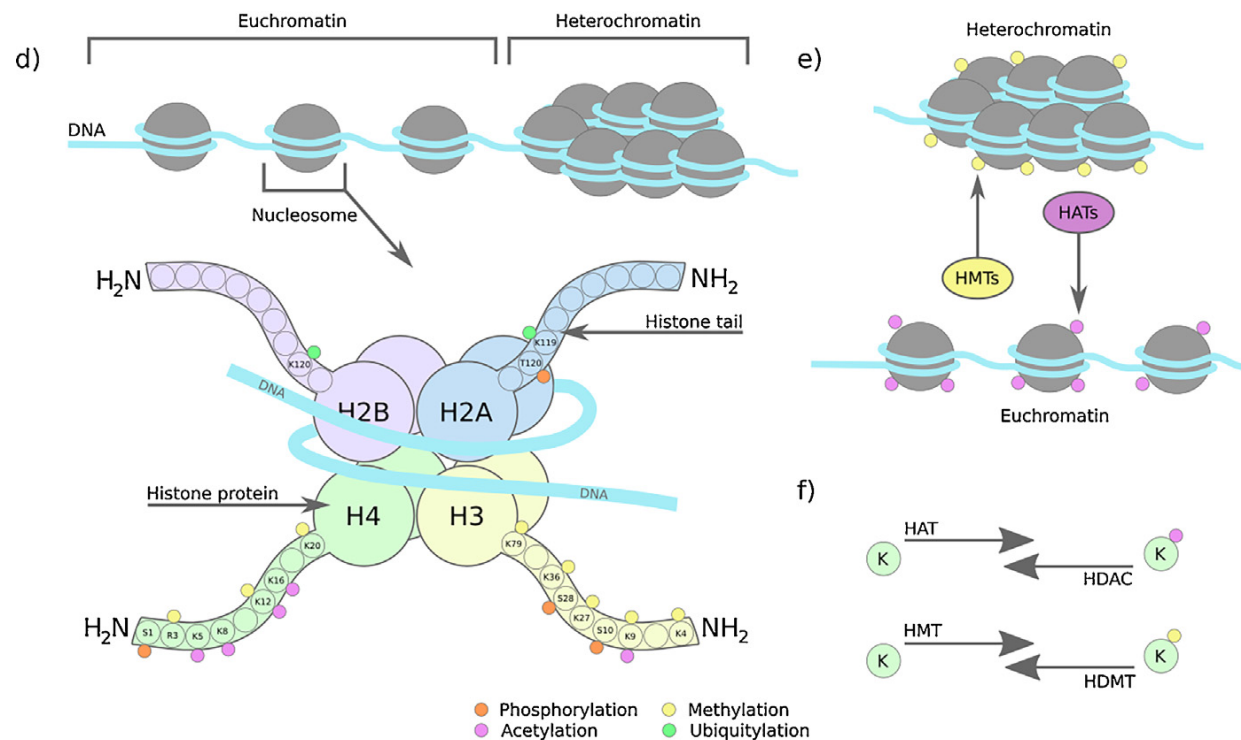 d)
Euchromatin
Heterochromatin
DNA
Nucleosome
H₂N
NH₂
Histone tail
K120
K119
T120
DNA
H2B
H2A
Histone protein
H4
H3
DNA
K20
K16
K12
K8
K5
R3
S1
H₂N
K79
K36
S28
K27
S10
K9
K4
NH₂
Phosphorylation
Methylation
Acetylation
Ubiquitylation
e)
Heterochromatin
HATs
HMTs
Euchromatin
f)
K
HAT
HDAC
K
K
HMT
HDMT
K